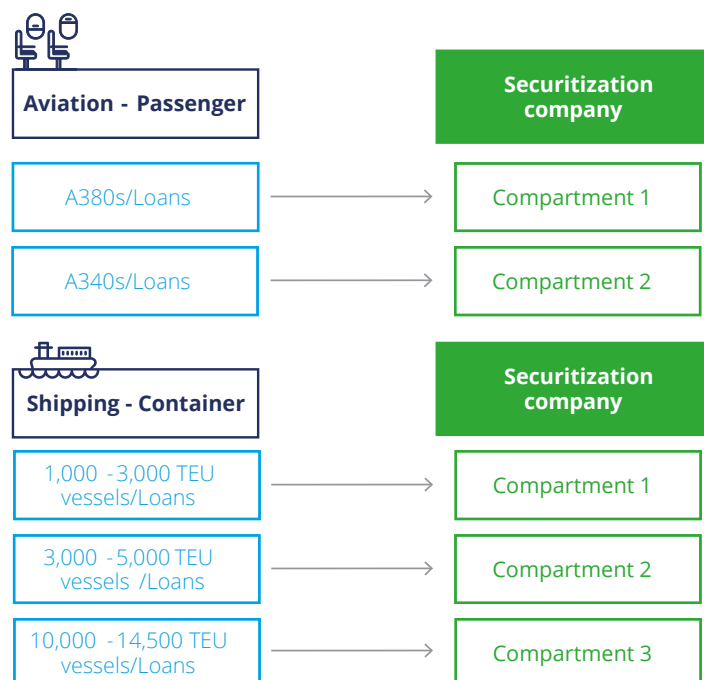 Aviation - Passenger
Securitization
company
A380s/Loans
Compartment 1
A340s/Loans
Compartment 2
Shipping - Container
Securitization
company
1,000 - 3,000 TEU
vessels/Loans
Compartment 1
3,000 - 5,000 TEU
vessels /Loans
Compartment 2
10,000 - 14,500 TEU
vessels/Loans
Compartment 3